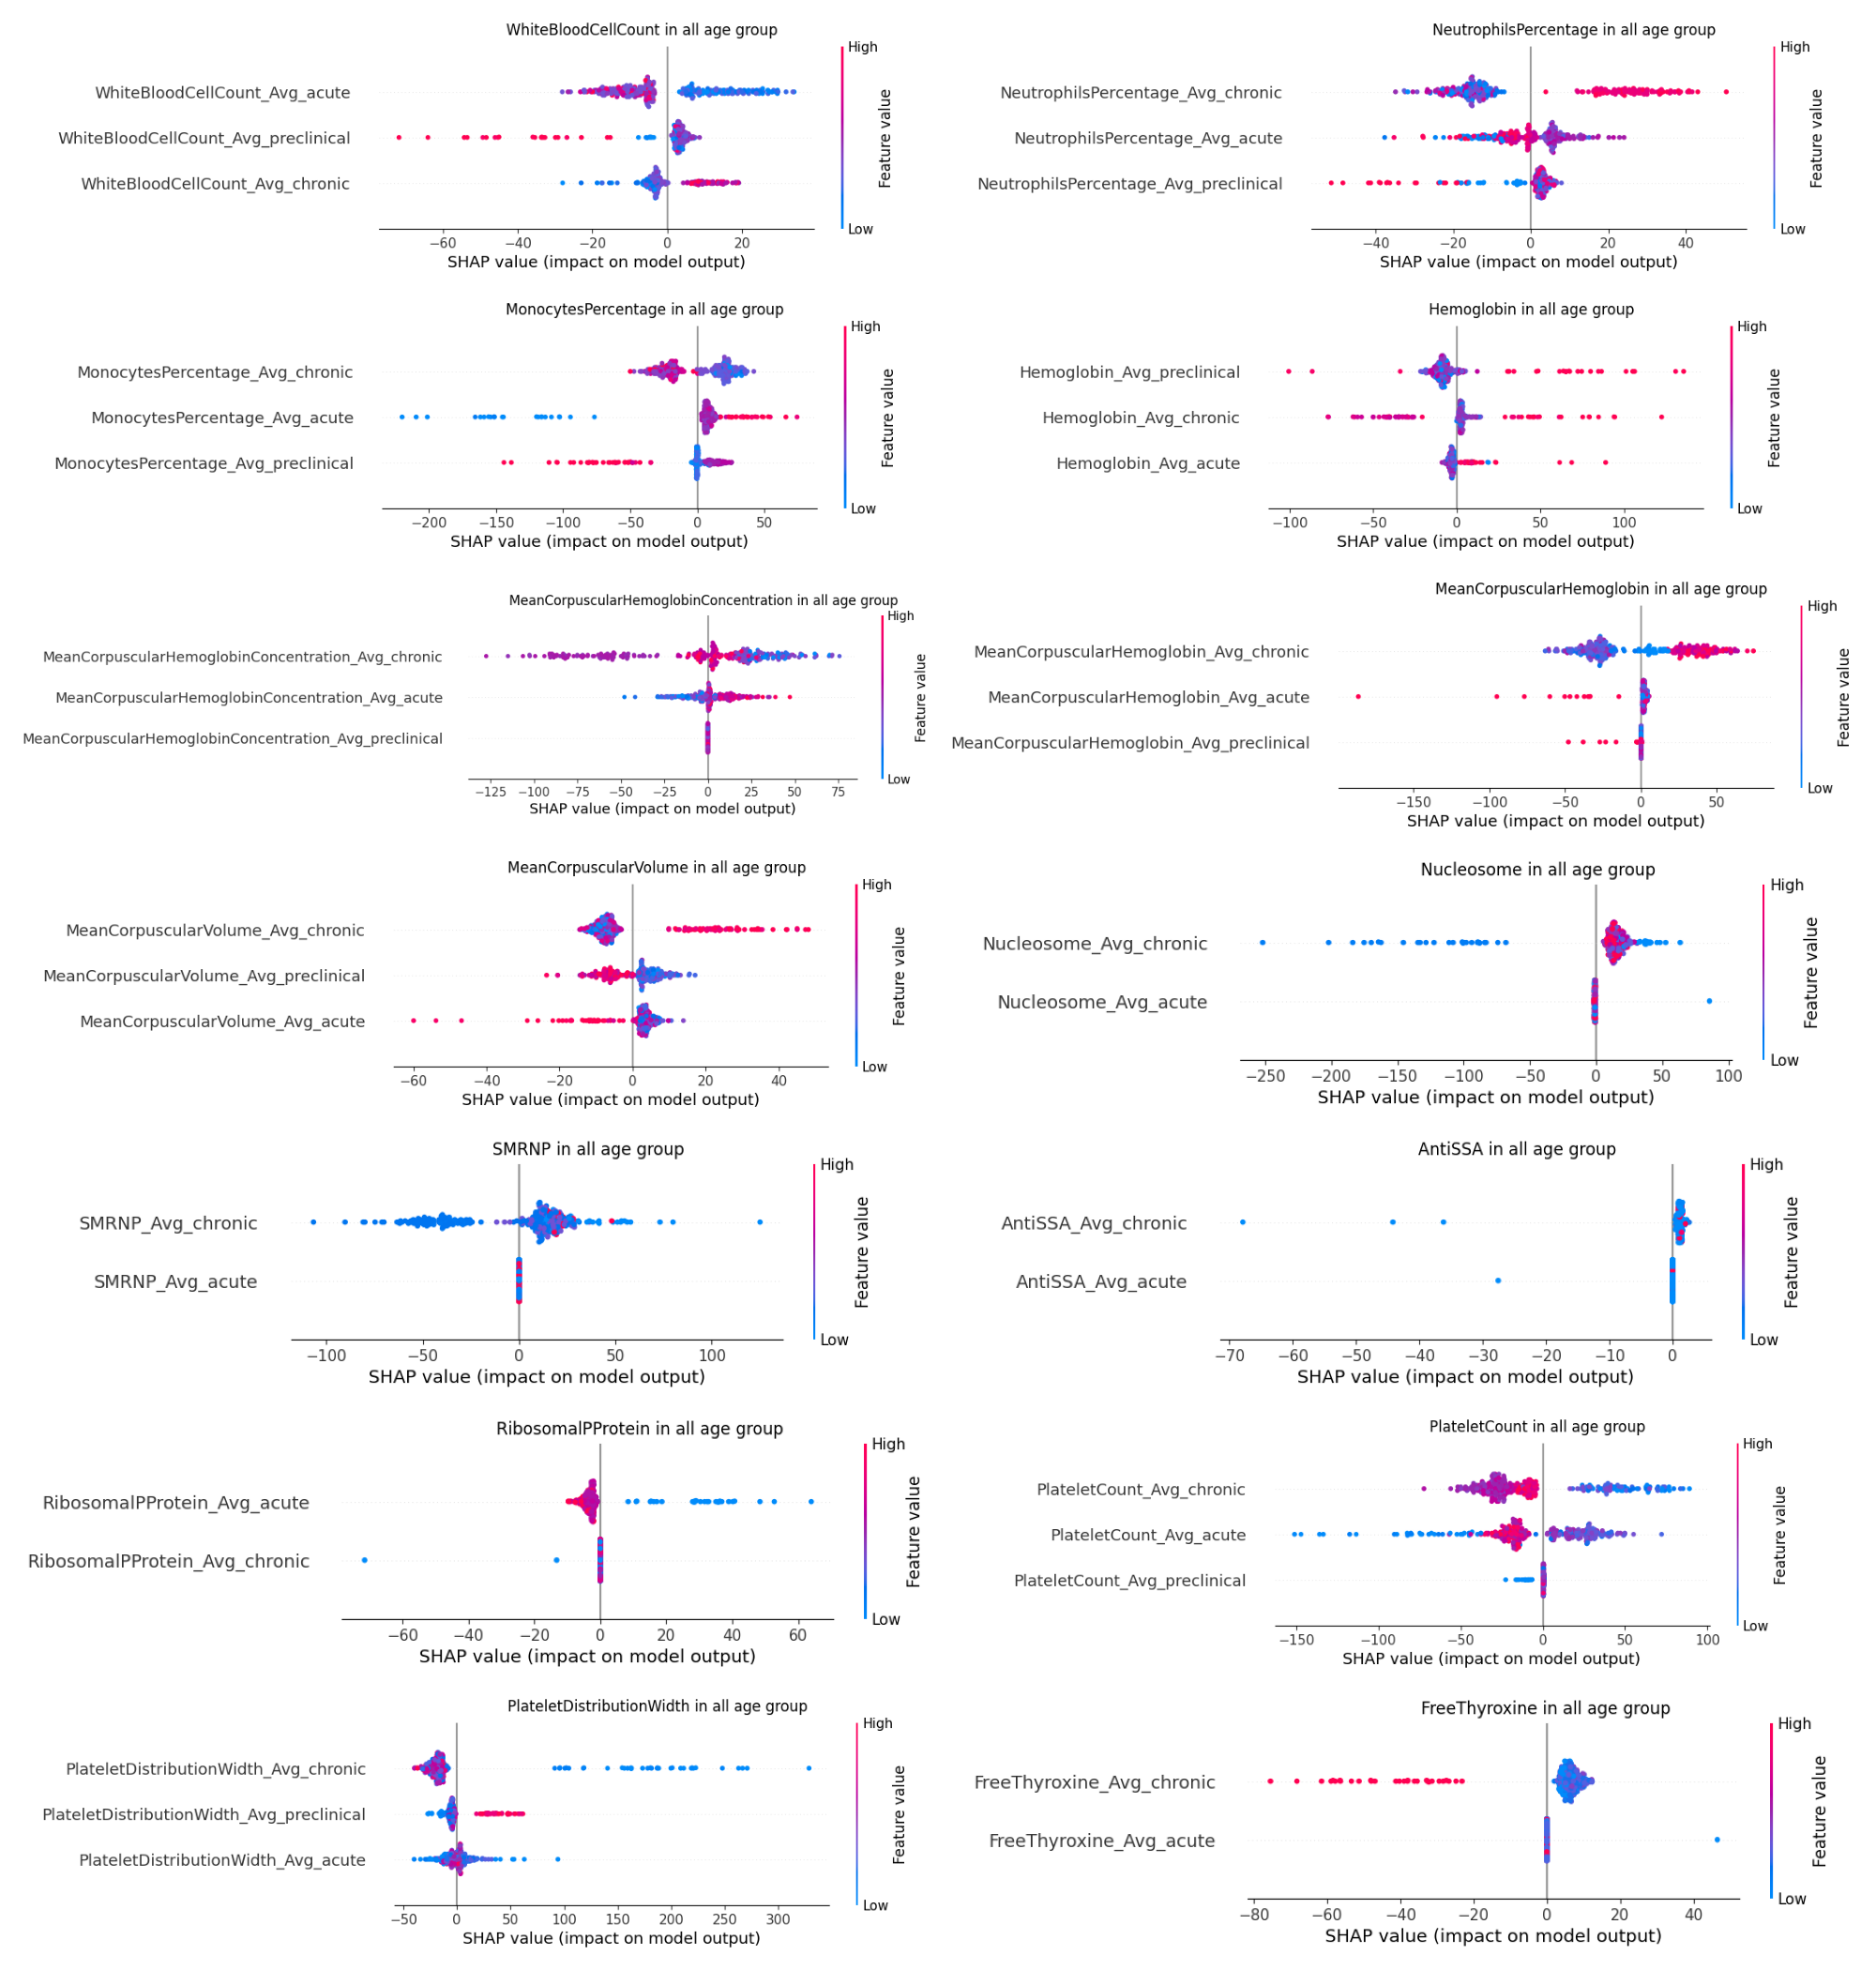 WhiteBloodCellCount in all age group
High
WhiteBloodCellCount_Avg_acute
WhiteBloodCellCount_Avg_preclinical
WhiteBloodCellCount_Avg_chronic
Feature value
Low
−60 −40 −20 0 20
SHAP value (impact on model output)
NeutrophilsPercentage in all age group
High
NeutrophilsPercentage_Avg_chronic
NeutrophilsPercentage_Avg_acute
NeutrophilsPercentage_Avg_preclinical
Feature value
Low
−40 −20 0 20 40
SHAP value (impact on model output)
MonocytesPercentage in all age group
High
MonocytesPercentage_Avg_chronic
MonocytesPercentage_Avg_acute
MonocytesPercentage_Avg_preclinical
Feature value
Low
−200 −150 −100 −50 0 50
SHAP value (impact on model output)
Hemoglobin in all age group
High
Hemoglobin_Avg_preclinical
Hemoglobin_Avg_chronic
Hemoglobin_Avg_acute
Feature value
Low
−100 −50 0 50 100
SHAP value (impact on model output)
MeanCorpuscularHemoglobinConcentration in all age group
High
MeanCorpuscularHemoglobinConcentration_Avg_chronic
MeanCorpuscularHemoglobinConcentration_Avg_acute
MeanCorpuscularHemoglobinConcentration_Avg_preclinical
Feature value
Low
−125 −100 −75 −50 −25 0 25 50 75
SHAP value (impact on model output)
MeanCorpuscularHemoglobin in all age group
High
MeanCorpuscularHemoglobin_Avg_chronic
MeanCorpuscularHemoglobin_Avg_acute
MeanCorpuscularHemoglobin_Avg_preclinical
Feature value
Low
−150 −100 −50 0 50
SHAP value (impact on model output)
MeanCorpuscularVolume in all age group
High
MeanCorpuscularVolume_Avg_chronic
MeanCorpuscularVolume_Avg_preclinical
MeanCorpuscularVolume_Avg_acute
Feature value
Low
−60 −40 −20 0 20 40
SHAP value (impact on model output)
Nucleosome in all age group
High
Nucleosome_Avg_chronic
Nucleosome_Avg_acute
Feature value
Low
−250 −200 −150 −100 −50 0 50 100
SHAP value (impact on model output)
SMRNP in all age group
High
SMRNP_Avg_chronic
SMRNP_Avg_acute
Feature value
Low
−100 −50 0 50 100
SHAP value (impact on model output)
AntiSSA in all age group
High
AntiSSA_Avg_chronic
AntiSSA_Avg_acute
Feature value
Low
−70 −60 −50 −40 −30 −20 −10 0
SHAP value (impact on model output)
RibosomalPProtein in all age group
High
RibosomalPProtein_Avg_acute
RibosomalPProtein_Avg_chronic
Feature value
Low
−60 −40 −20 0 20 40 60
SHAP value (impact on model output)
PlateletCount in all age group
High
PlateletCount_Avg_chronic
PlateletCount_Avg_acute
PlateletCount_Avg_preclinical
Feature value
Low
−150 −100 −50 0 50 100
SHAP value (impact on model output)
PlateletDistributionWidth in all age group
High
PlateletDistributionWidth_Avg_chronic
PlateletDistributionWidth_Avg_preclinical
PlateletDistributionWidth_Avg_acute
Feature value
Low
−50 0 50 100 150 200 250 300
SHAP value (impact on model output)
FreeThyroxine in all age group
High
FreeThyroxine_Avg_chronic
FreeThyroxine_Avg_acute
Feature value
Low
−80 −60 −40 −20 0 20 40
SHAP value (impact on model output)